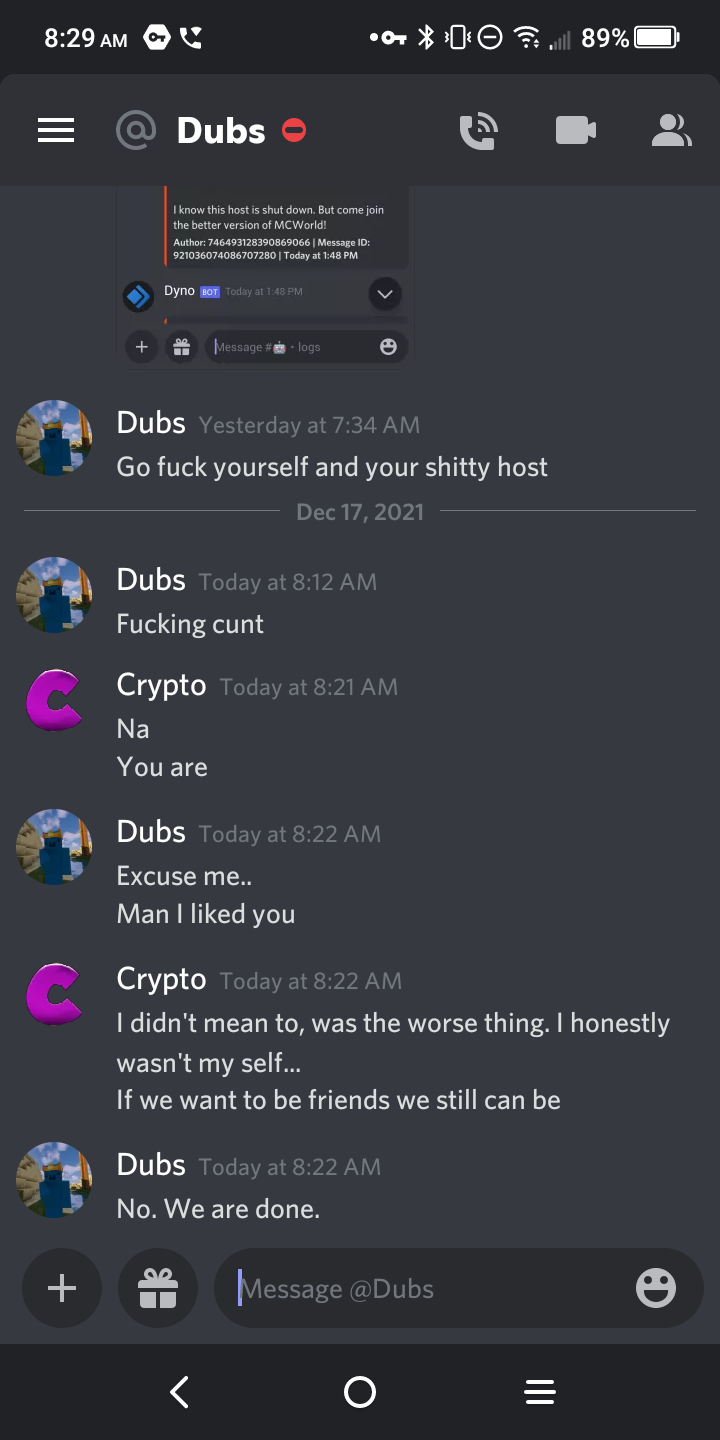 8:29 AM
89%
@ Dubs
I know this host is shut down. But come join
the better version of MCWorld!
Author: 746493128390869066 | Message ID:
921036074086707280 | Today at 1:48 PM
Dyno BOT Today at 1:48 PM
Message #🤖・logs
Dubs Yesterday at 7:34 AM
Go fuck yourself and your shitty host
Dec 17, 2021
Dubs Today at 8:12 AM
Fucking cunt
Crypto Today at 8:21 AM
Na
You are
Dubs Today at 8:22 AM
Excuse me..
Man I liked you
Crypto Today at 8:22 AM
I didn't mean to, was the worse thing. I honestly
wasn't my self...
If we want to be friends we still can be
Dubs Today at 8:22 AM
No. We are done.
Message @Dubs